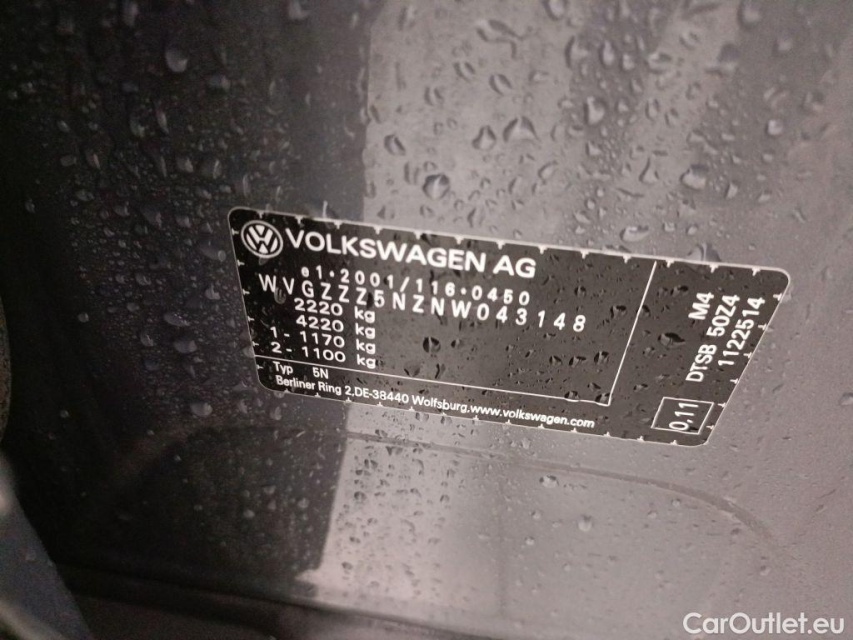 VOLKSWAGEN AG
e1*2001/116*0450
WVGZZZ5NZNW043148
2220 kg
4220 kg
1- 1170 kg
2- 1100 kg
Typ 5N
Berliner Ring 2,DE-38440 Wolfsburg,www.volkswagen.com
M4
DTSB 50Z4
1122514
0,11
CarOutlet.eu